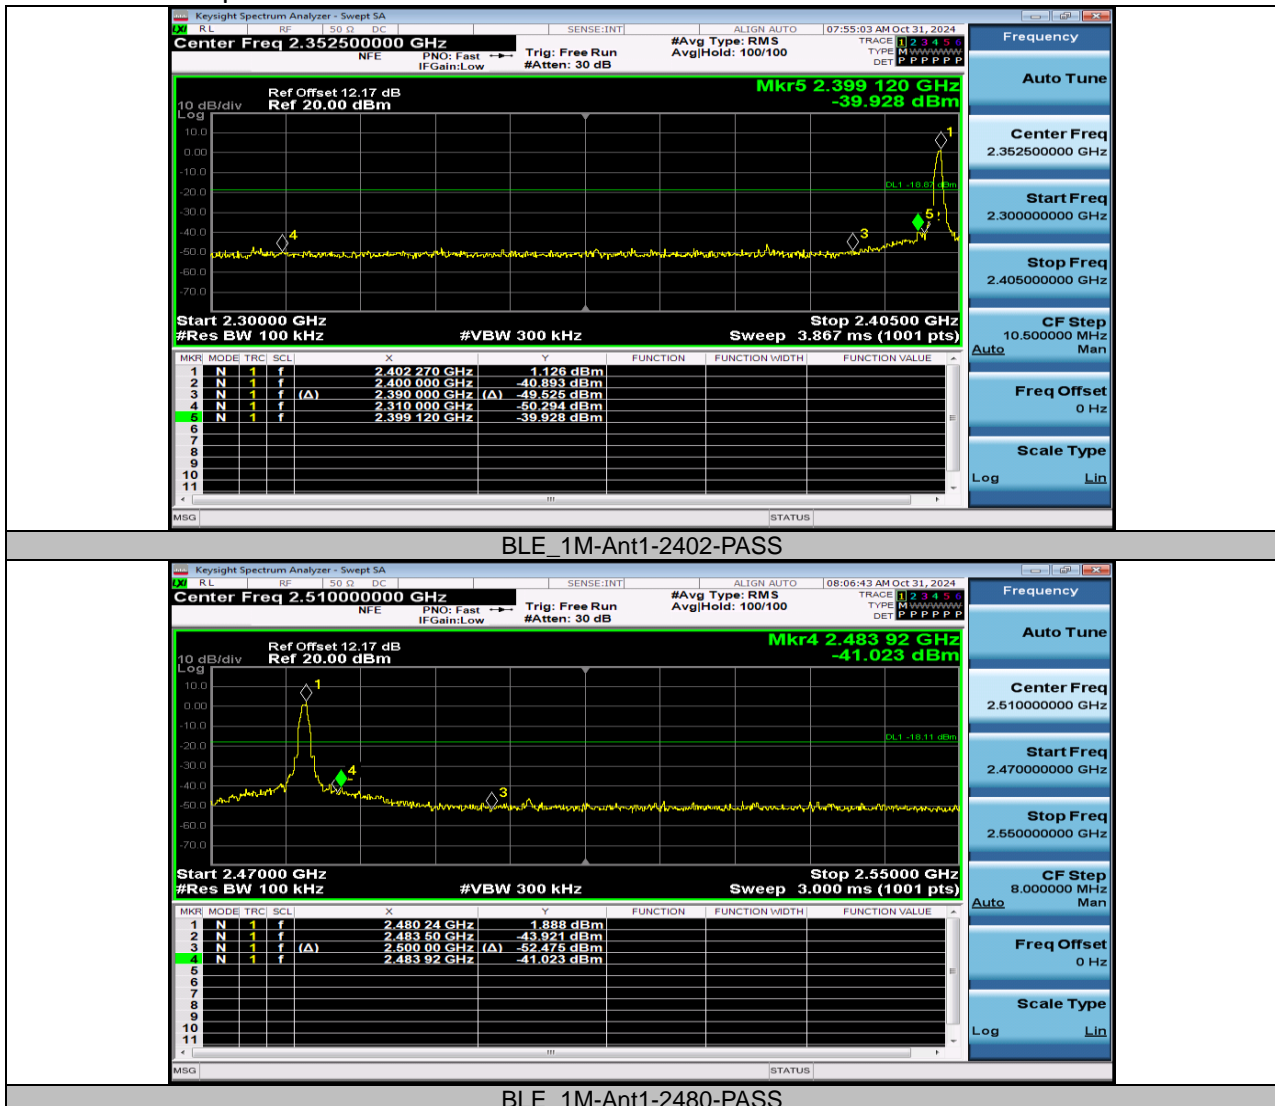 Keysight Spectrum Analyzer - Swept SA
LXI RL RF 50 Ω DC SENSE:INT ALIGN AUTO 07:55:03 AM Oct 31, 2024
Center Freq 2.352500000 GHz #Avg Type: RMS TRACE 1 2 3 4 5 6
NFE PNO: Fast Trig: Free Run Avg|Hold: 100/100 TYPE M W W W W W
IFGain:Low #Atten: 30 dB DET P P P P P P
Frequency
Auto Tune
Ref Offset 12.17 dB Mkr5 2.399 120 GHz
10 dB/div Ref 20.00 dBm -39.928 dBm
Log
10.0
0.00
-10.0
-20.0
-30.0
-40.0
-50.0
-60.0
-70.0
1
DL1 -18.87 dBm
5
3
4
Start 2.30000 GHz Stop 2.40500 GHz
#Res BW 100 kHz #VBW 300 kHz Sweep 3.867 ms (1001 pts)
MKR MODE TRC SCL X Y FUNCTION FUNCTION WIDTH FUNCTION VALUE
1 N 1 f 2.402 270 GHz 1.126 dBm
2 N 1 f 2.400 000 GHz -40.893 dBm
3 N 1 f (Δ) 2.390 000 GHz (Δ) -49.525 dBm
4 N 1 f 2.310 000 GHz -50.294 dBm
5 N 1 f 2.399 120 GHz -39.928 dBm
6
7
8
9
10
11
MSG STATUS
Center Freq
2.352500000 GHz
Start Freq
2.300000000 GHz
Stop Freq
2.405000000 GHz
CF Step
10.500000 MHz
Auto Man
Freq Offset
0 Hz
Scale Type
Log Lin
BLE_1M-Ant1-2402-PASS
Keysight Spectrum Analyzer - Swept SA
LXI RL RF 50 Ω DC SENSE:INT ALIGN AUTO 08:06:43 AM Oct 31, 2024
Center Freq 2.510000000 GHz #Avg Type: RMS TRACE 1 2 3 4 5 6
NFE PNO: Fast Trig: Free Run Avg|Hold: 100/100 TYPE M W W W W W
IFGain:Low #Atten: 30 dB DET P P P P P P
Frequency
Auto Tune
Ref Offset 12.17 dB Mkr4 2.483 92 GHz
10 dB/div Ref 20.00 dBm -41.023 dBm
Log
10.0
0.00
-10.0
-20.0
-30.0
-40.0
-50.0
-60.0
-70.0
1
DL1 -18.11 dBm
4
3
Start 2.47000 GHz Stop 2.55000 GHz
#Res BW 100 kHz #VBW 300 kHz Sweep 3.000 ms (1001 pts)
MKR MODE TRC SCL X Y FUNCTION FUNCTION WIDTH FUNCTION VALUE
1 N 1 f 2.480 24 GHz 1.888 dBm
2 N 1 f 2.483 50 GHz -43.921 dBm
3 N 1 f (Δ) 2.500 00 GHz (Δ) -52.475 dBm
4 N 1 f 2.483 92 GHz -41.023 dBm
5
6
7
8
9
10
11
MSG STATUS
Center Freq
2.510000000 GHz
Start Freq
2.470000000 GHz
Stop Freq
2.550000000 GHz
CF Step
8.000000 MHz
Auto Man
Freq Offset
0 Hz
Scale Type
Log Lin
BLE_1M-Ant1-2480-PASS